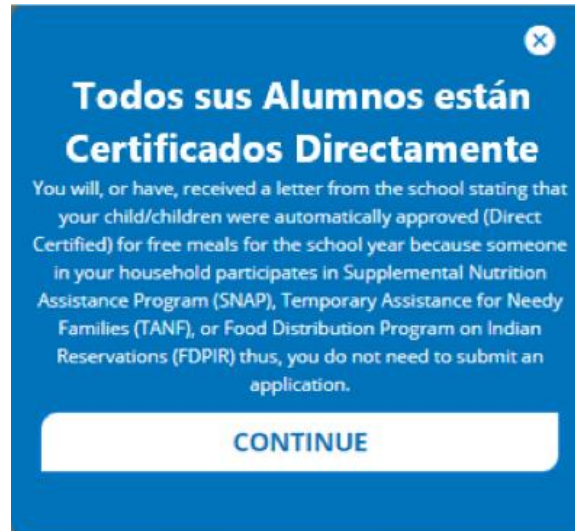 Todos sus Alumnos están
Certificados Directamente
You will, or have, received a letter from the school stating that
your child/children were automatically approved (Direct
Certified) for free meals for the school year because someone
in your household participates in Supplemental Nutrition
Assistance Program (SNAP), Temporary Assistance for Needy
Families (TANF), or Food Distribution Program on Indian
Reservations (FDPIR) thus, you do not need to submit an
application.
CONTINUE